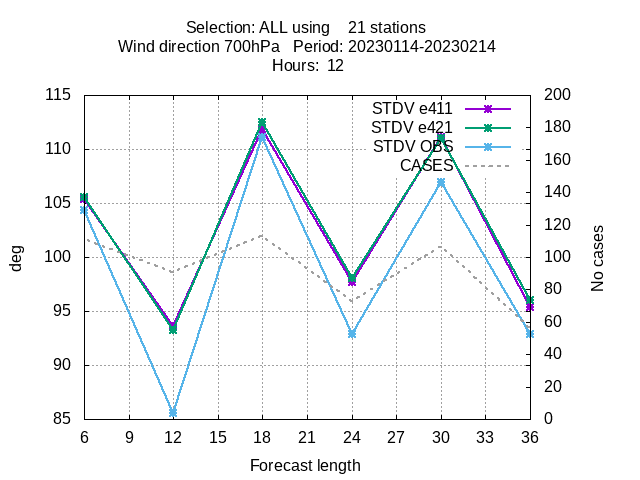 Selection: ALL using    21 stations
Wind direction 700hPa   Period: 20230114-20230214
Hours:  12
115
110
105
100
95
90
85
200
180
160
140
120
100
80
60
40
20
0
STDV e411
STDV e421
STDV OBS
CASES
deg
No cases
6 9 12 15 18 21 24 27 30 33 36
Forecast length